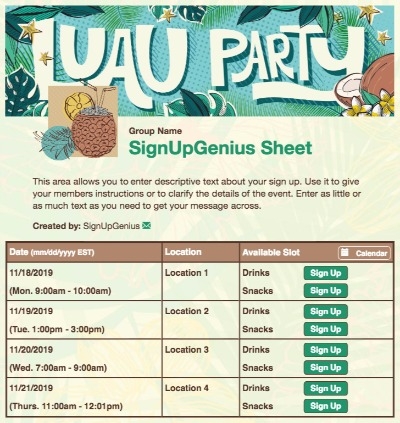 LUAU PARTY
Group Name
SignUpGenius Sheet
This area allows you to enter descriptive text about your sign up. Use it to give
your members instructions or to clarify the details of the event. Enter as little or
as much text as you need to get your message across.
Created by: SignUpGenius
Date (mm/dd/yyyy EST) Location Available Slot Calendar
11/18/2019 Location 1 Drinks Sign Up
(Mon. 9:00am - 10:00am) Snacks Sign Up
11/19/2019 Location 2 Drinks Sign Up
(Tue. 1:00pm - 3:00pm) Snacks Sign Up
11/20/2019 Location 3 Drinks Sign Up
(Wed. 7:00am - 9:00am) Snacks Sign Up
11/21/2019 Location 4 Drinks Sign Up
(Thurs. 11:00am - 12:01pm) Snacks Sign Up